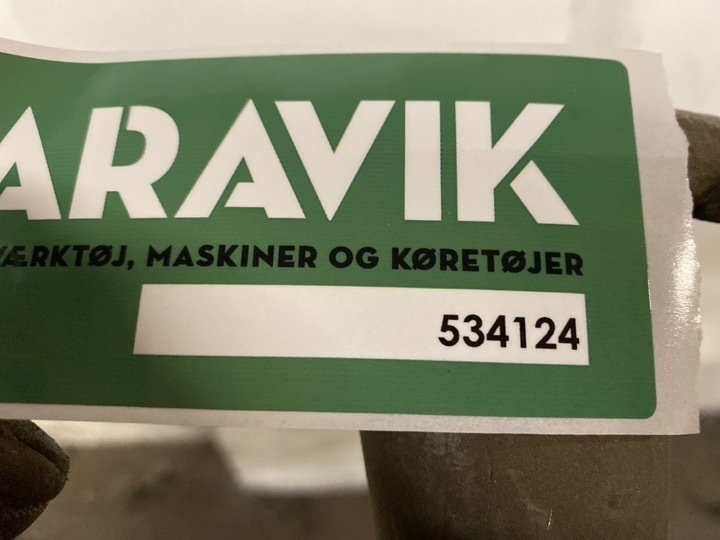 ARAVIK
VÆRKTØJ, MASKINER OG KØRETØJER
534124